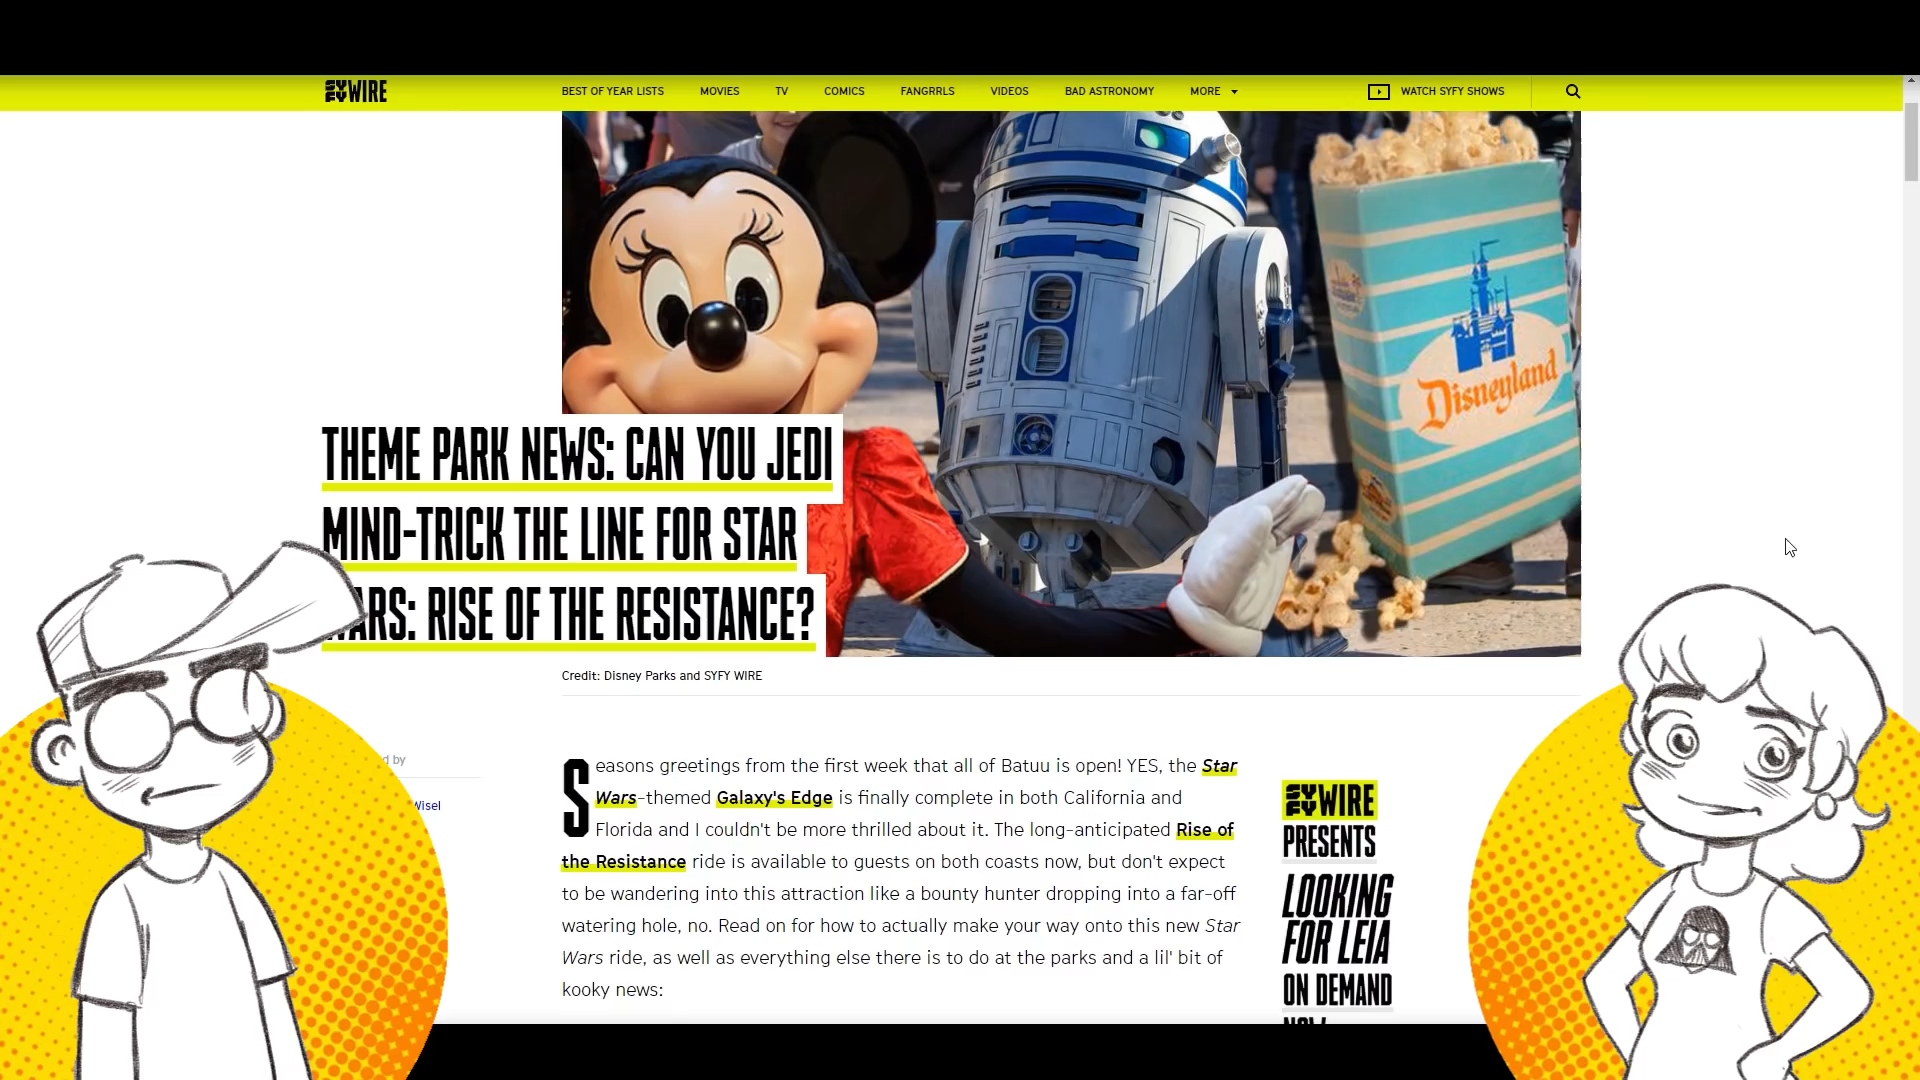 SYFY WIRE
BEST OF YEAR LISTS MOVIES TV COMICS FANGRRLS VIDEOS BAD ASTRONOMY MORE WATCH SYFY SHOWS
Disneyland
THEME PARK NEWS: CAN YOU JEDI
MIND-TRICK THE LINE FOR STAR
WARS: RISE OF THE RESISTANCE?
Credit: Disney Parks and SYFY WIRE
by
Wisel
Seasons greetings from the first week that all of Batuu is open! YES, the Star
Wars-themed Galaxy's Edge is finally complete in both California and
Florida and I couldn't be more thrilled about it. The long-anticipated Rise of
the Resistance ride is available to guests on both coasts now, but don't expect
to be wandering into this attraction like a bounty hunter dropping into a far-off
watering hole, no. Read on for how to actually make your way onto this new Star
Wars ride, as well as everything else there is to do at the parks and a lil' bit of
kooky news:
SYFY WIRE
PRESENTS
LOOKING
FOR LEIA
ON DEMAND
NOW